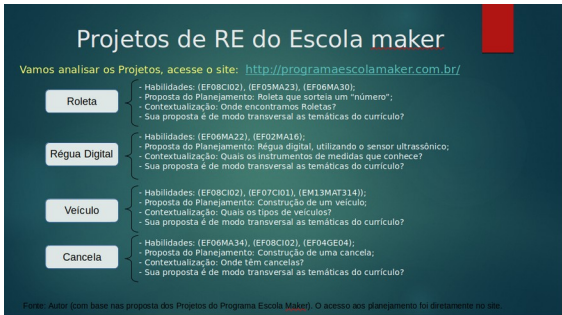 Projetos de RE do Escola maker
Vamos analisar os Projetos, acesse o site: http://programaescolamaker.com.br/
Roleta
- Habilidades: (EF08CI02), (EF05MA23), (EF06MA30);
- Proposta do Planejamento: Roleta que sorteia um "número";
- Contextualização: Onde encontramos Roletas?
- Sua proposta é de modo transversal as temáticas do currículo?
Régua Digital
- Habilidades: (EF06MA22), (EF02MA16);
- Proposta do Planejamento: Régua digital, utilizando o sensor ultrassônico;
- Contextualização: Quais os instrumentos de medidas que conhece?
- Sua proposta é de modo transversal as temáticas do currículo?
Veículo
- Habilidades: (EF08CI02), (EF07CI01), (EM13MAT314));
- Proposta do Planejamento: Construção de um veículo;
- Contextualização: Quais os tipos de veículos?
- Sua proposta é de modo transversal as temáticas do currículo?
Cancela
- Habilidades: (EF06MA34), (EF08CI02), (EF04GE04);
- Proposta do Planejamento: Construção de uma cancela;
- Contextualização: Onde têm cancelas?
- Sua proposta é de modo transversal as temáticas do currículo?
Fonte: Autor (com base nas proposta dos Projetos do Programa Escola Maker). O acesso aos planejamento foi diretamente no site.